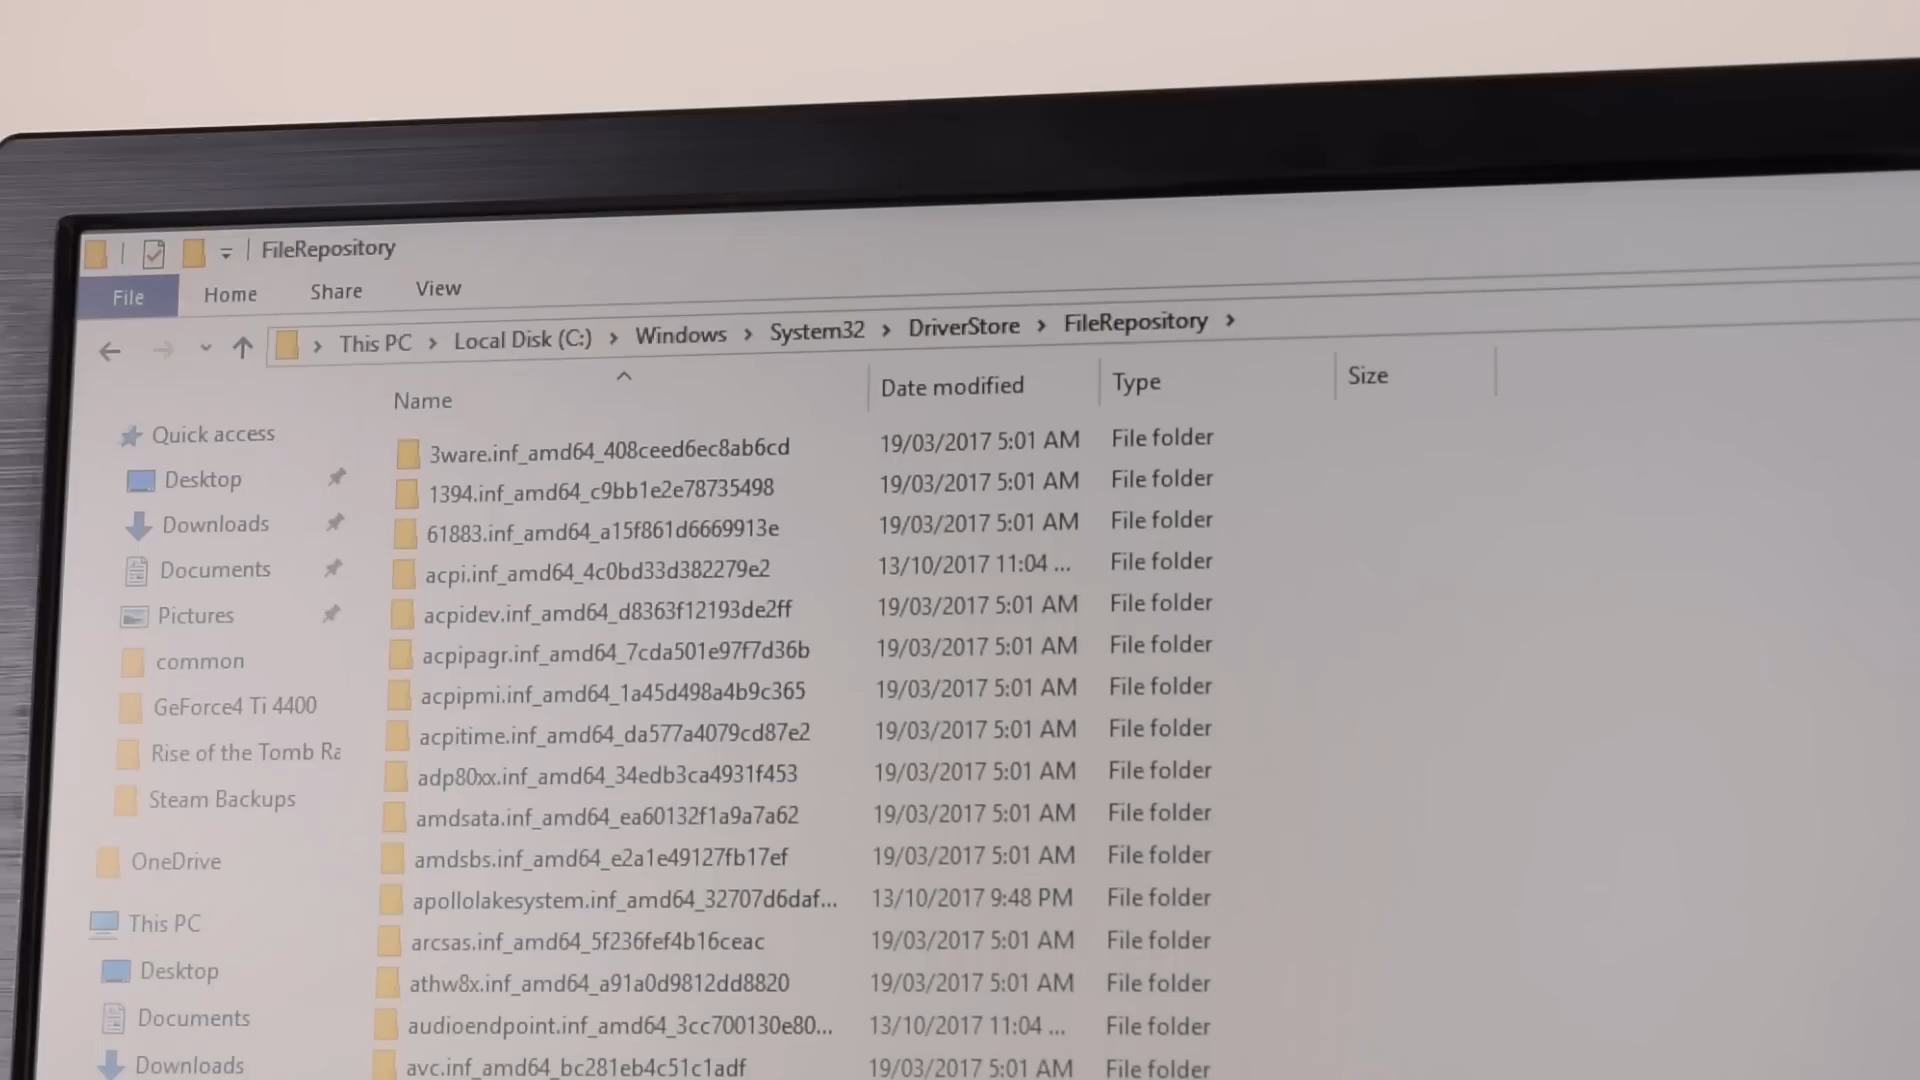 FileRepository
File Home Share View
This PC Local Disk (C:) Windows System32 DriverStore FileRepository
Name Date modified Type Size
Quick access
Desktop
Downloads
Documents
Pictures
common
GeForce4 Ti 4400
Rise of the Tomb Ra
Steam Backups
OneDrive
This PC
Desktop
Documents
Downloads
3ware.inf_amd64_408ceed6ec8ab6cd 19/03/2017 5:01 AM File folder
1394.inf_amd64_c9bb1e2e78735498 19/03/2017 5:01 AM File folder
61883.inf_amd64_a15f861d6669913e 19/03/2017 5:01 AM File folder
acpi.inf_amd64_4c0bd33d382279e2 13/10/2017 11:04 ... File folder
acpidev.inf_amd64_d8363f12193de2ff 19/03/2017 5:01 AM File folder
acpipagr.inf_amd64_7cda501e97f7d36b 19/03/2017 5:01 AM File folder
acpipmi.inf_amd64_1a45d498a4b9c365 19/03/2017 5:01 AM File folder
acpitime.inf_amd64_da577a4079cd87e2 19/03/2017 5:01 AM File folder
adp80xx.inf_amd64_34edb3ca4931f453 19/03/2017 5:01 AM File folder
amdsata.inf_amd64_ea60132f1a9a7a62 19/03/2017 5:01 AM File folder
amdsbs.inf_amd64_e2a1e49127fb17ef 19/03/2017 5:01 AM File folder
apollolakesystem.inf_amd64_32707d6daf... 13/10/2017 9:48 PM File folder
arcsas.inf_amd64_5f236fef4b16ceac 19/03/2017 5:01 AM File folder
athw8x.inf_amd64_a91a0d9812dd8820 19/03/2017 5:01 AM File folder
audioendpoint.inf_amd64_3cc700130e80... 13/10/2017 11:04 ... File folder
avc.inf_amd64_bc281eb4c51c1adf 19/03/2017 5:01 AM File folder